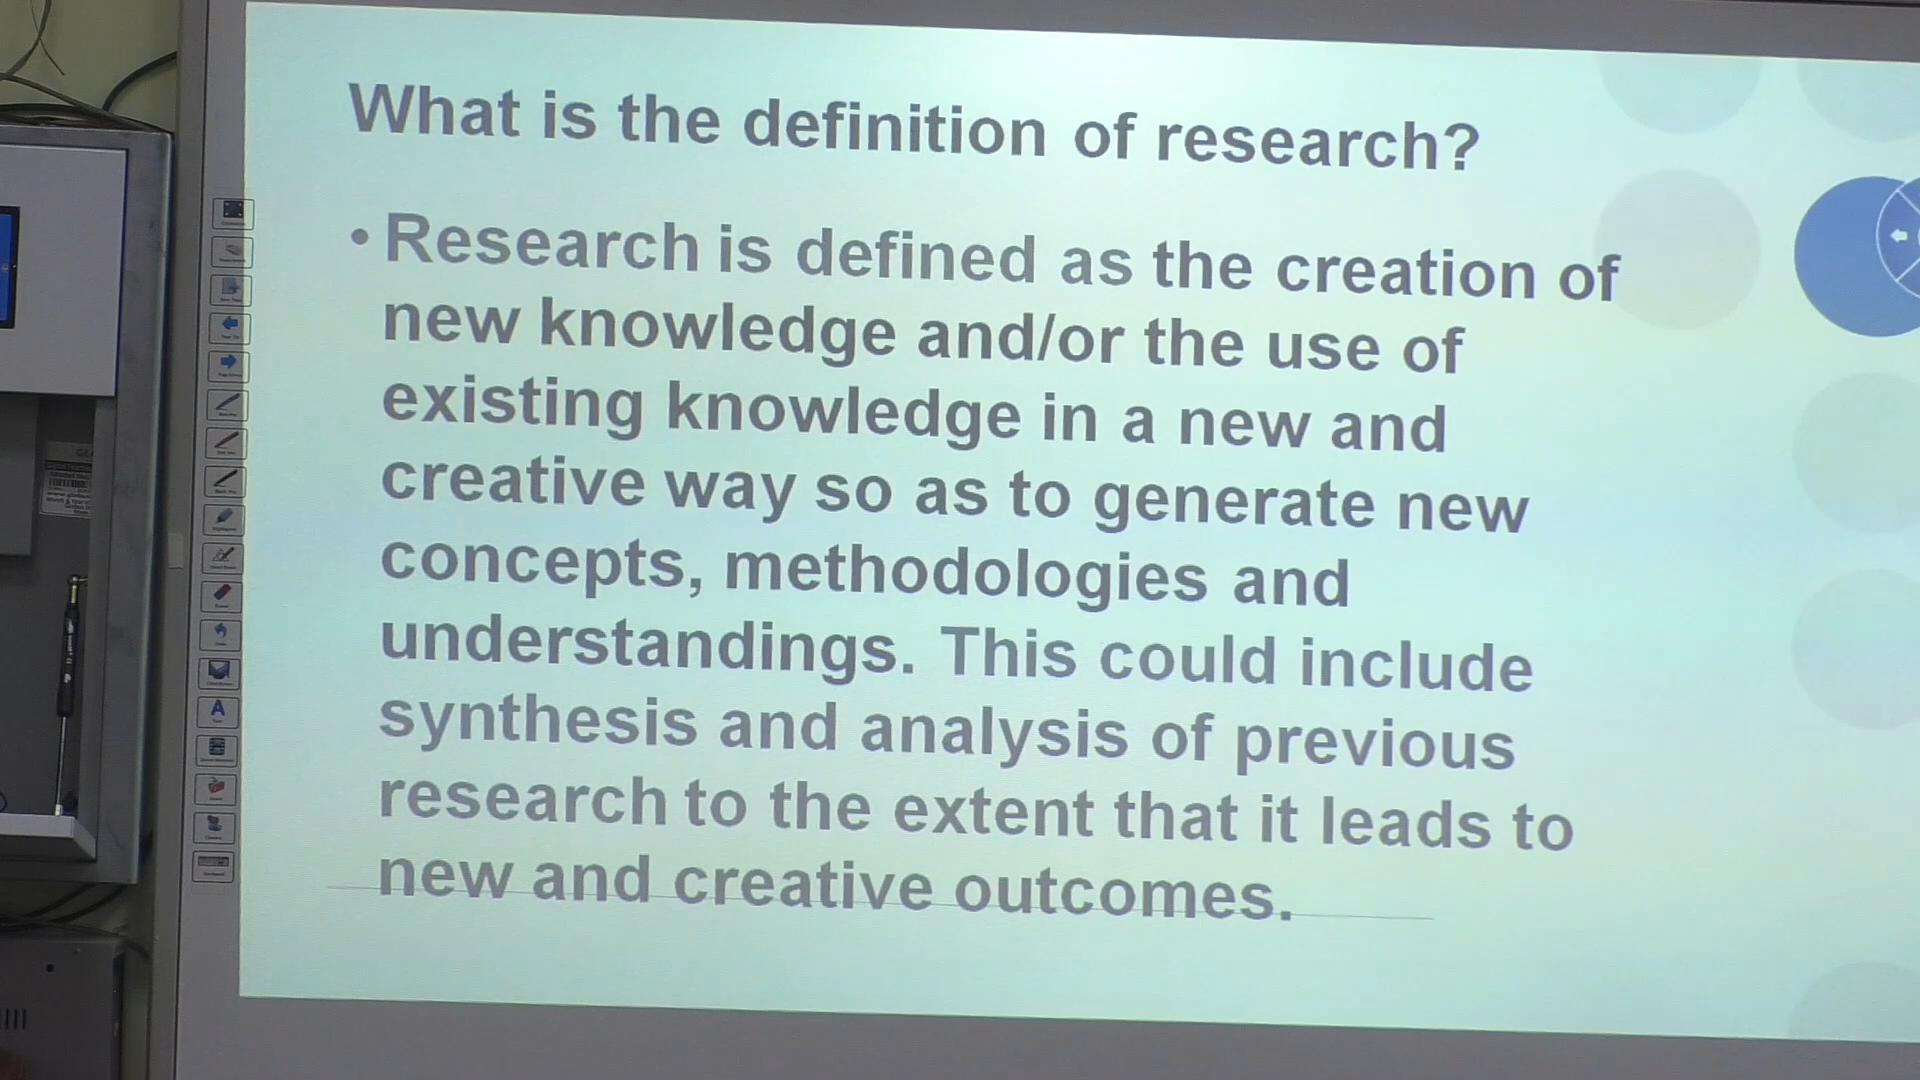 What is the definition of research?
• Research is defined as the creation of
new knowledge and/or the use of
existing knowledge in a new and
creative way so as to generate new
concepts, methodologies and
understandings. This could include
synthesis and analysis of previous
research to the extent that it leads to
new and creative outcomes.